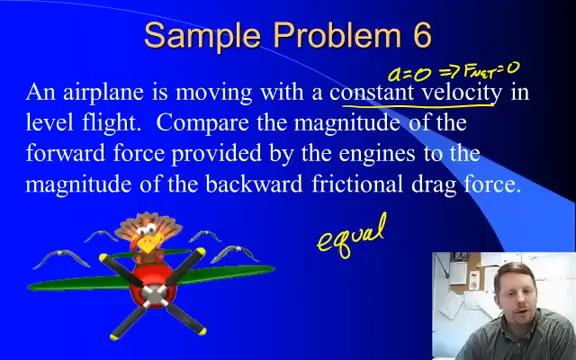 Sample Problem 6
a=0 ⇒ FNET=0
An airplane is moving with a constant velocity in
level flight. Compare the magnitude of the
forward force provided by the engines to the
magnitude of the backward frictional drag force.
equal